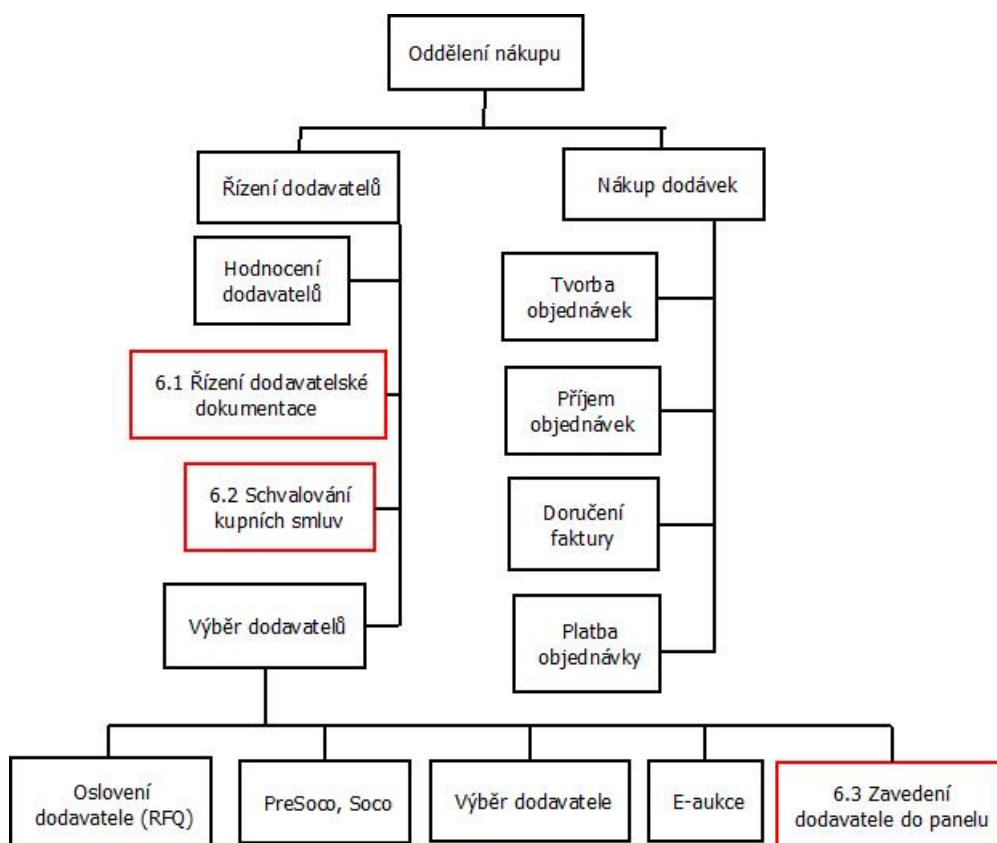 Oddělení nákupu
Řízení dodavatelů
Nákup dodávek
Hodnocení
dodavatelů
Tvorba
objednávek
6.1 Řízení dodavatelské
dokumentace
Příjem
objednávek
6.2 Schvalování
kupních smluv
Doručení
faktury
Výběr dodavatelů
Platba
objednávky
Oslovení
dodavatele (RFQ)
PreSoco, Soco
Výběr dodavatele
E-aukce
6.3 Zavedení
dodavatele do panelu